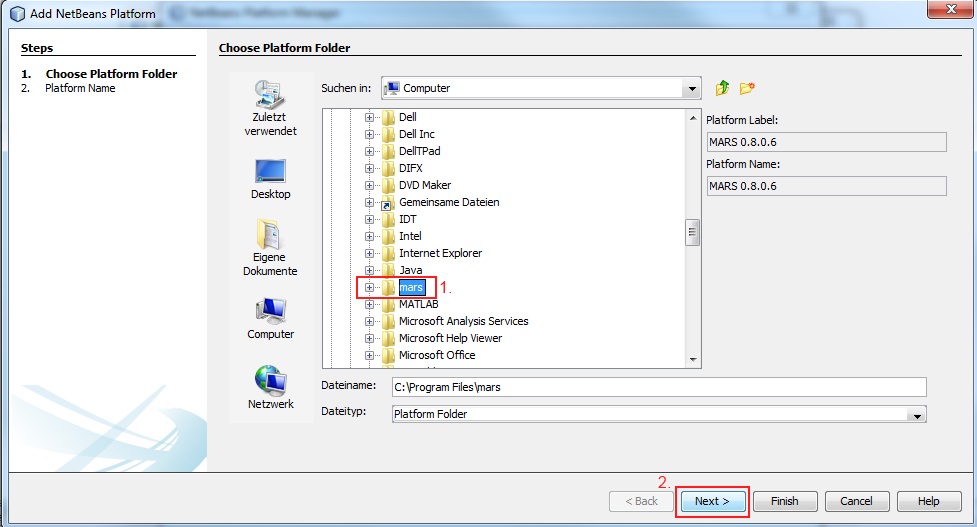 Add NetBeans Platform
NetBeans Platform Manager
Steps
1. Choose Platform Folder
2. Platform Name
Choose Platform Folder
Suchen in:
Computer
Zuletzt
verwendet
Desktop
Eigene
Dokumente
Computer
Netzwerk
Dell
Dell Inc
DellTPad
DIFX
DVD Maker
Gemeinsame Dateien
IDT
Intel
Internet Explorer
Java
mars
1.
MATLAB
Microsoft Analysis Services
Microsoft Help Viewer
Microsoft Office
Platform Label:
MARS 0.8.0.6
Platform Name:
MARS 0.8.0.6
Dateiname:
C:\Program Files\mars
Dateityp:
Platform Folder
2.
< Back
Next >
Finish
Cancel
Help